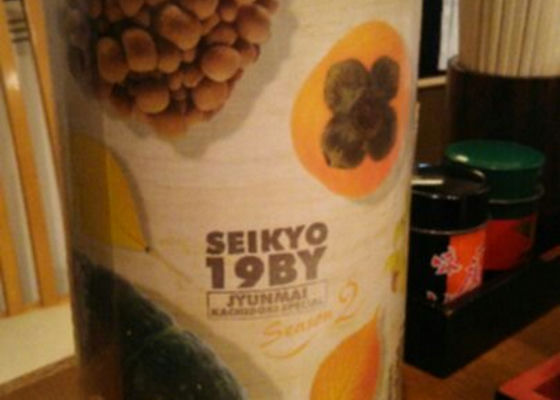 SEIKYO
19BY
JYUNMAI
KACHIDOKI SPECIAL
Season 2